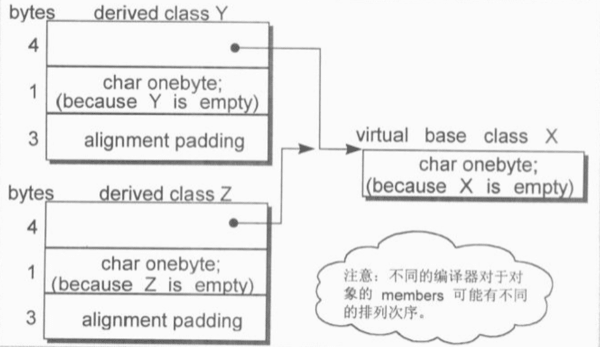 bytes derived class Y
4
1 char onebyte;
(because Y is empty)
3 alignment padding
virtual base class X
char onebyte;
(because X is empty)
bytes derived class Z
4
1 char onebyte;
(because Z is empty)
3 alignment padding
注意：不同的编译器对于对
象的 members 可能有不同
的排列次序。